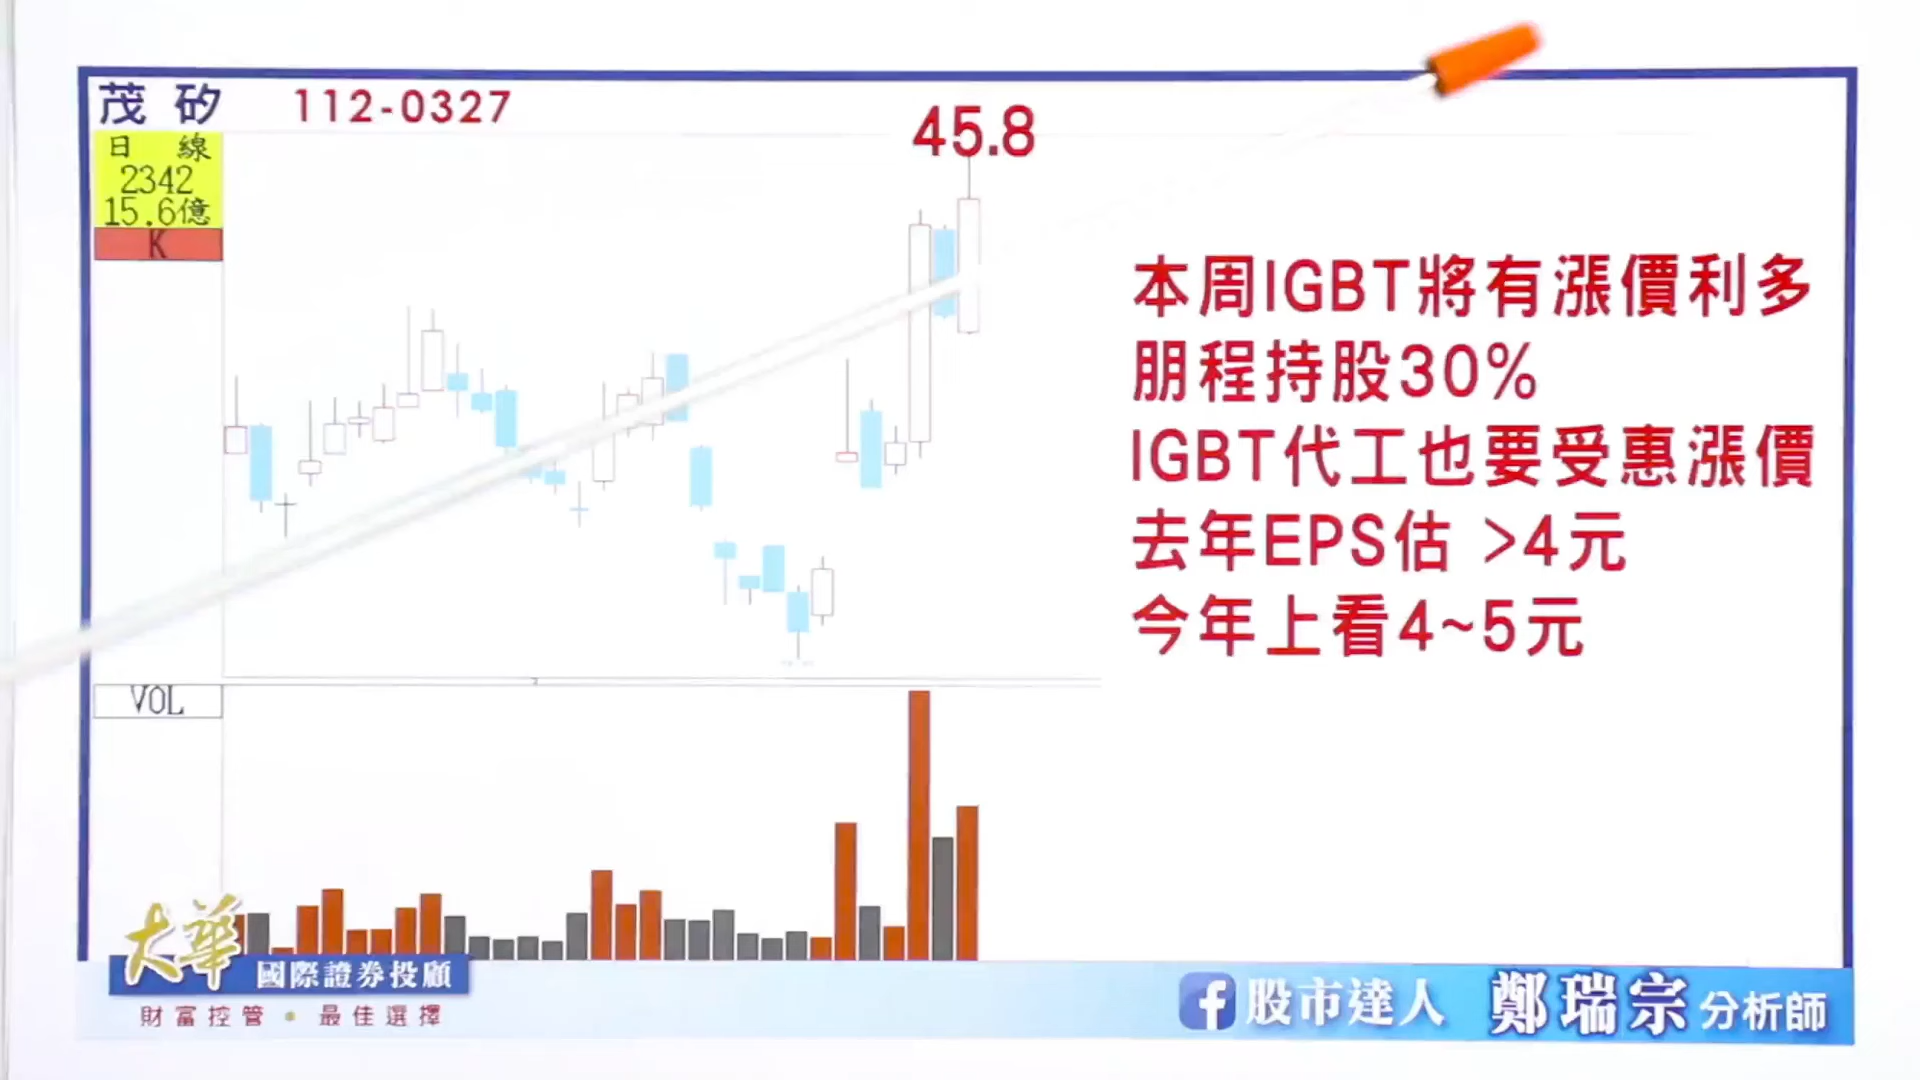 茂矽 112-0327
45.8
日線
2342
15.6億
K
本周IGBT將有漲價利多
朋程持股30%
IGBT代工也要受惠漲價
去年EPS估 >4元
今年上看4~5元
VOL
大華國際證券投顧
財富控管•最佳選擇
股市達人 鄭瑞宗 分析師